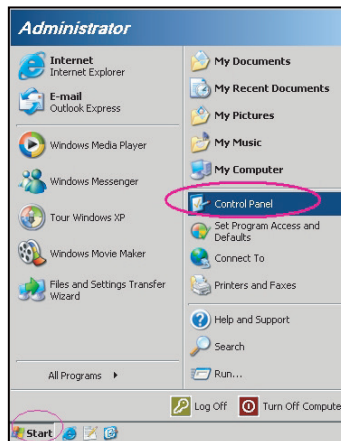 Administrator
Internet
Internet Explorer
E-mail
Outlook Express
Windows Media Player
Windows Messenger
Tour Windows XP
Windows Movie Maker
Files and Settings Transfer
Wizard
All Programs
My Documents
My Recent Documents
My Pictures
My Music
My Computer
Control Panel
Set Program Access and
Defaults
Connect To
Printers and Faxes
Help and Support
Search
Run...
Log Off
Turn Off Compute
Start